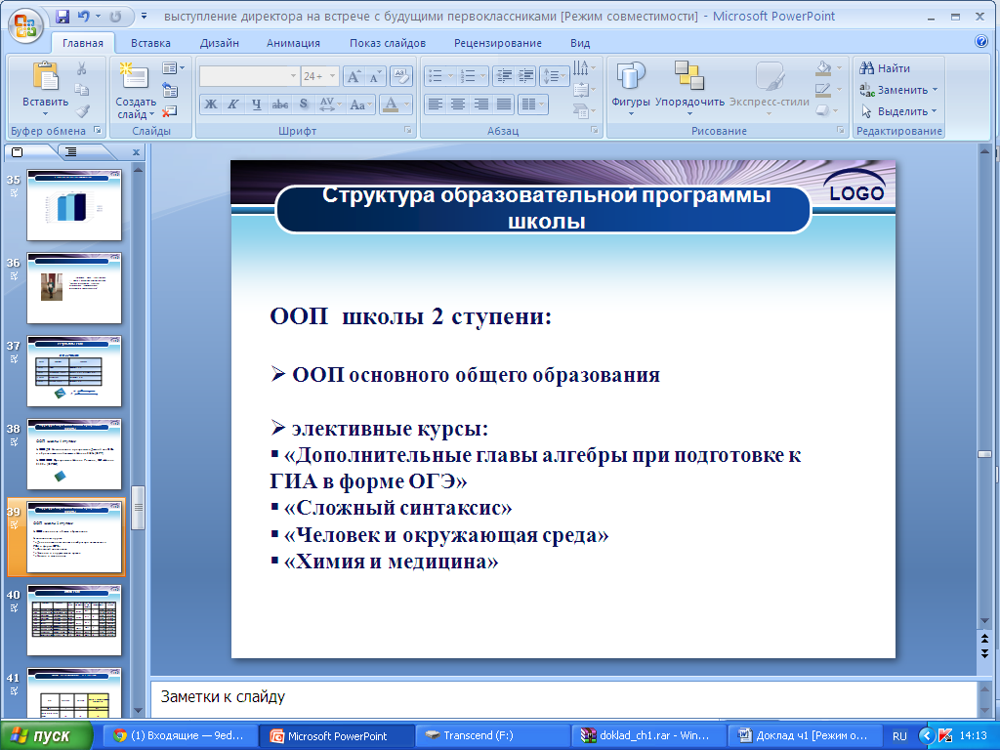 выступление директора на встрече с будущими первоклассниками [Режим совместимости] - Microsoft PowerPoint
Главная Вставка Дизайн Анимация Показ слайдов Рецензирование Вид
Вставить
Буфер обмена
Создать слайд
Слайды
24
Ж К Ч abc S AV Aa A
Шрифт
Абзац
Фигуры Упорядочить Экспресс-стили
Рисование
Найти
Заменить
Выделить
Редактирование
35
36
37
38
39
40
41
Структура образовательной программы
школы
LOGO
ООП школы 2 ступени:
ООП основного общего образования
элективные курсы:
«Дополнительные главы алгебры при подготовке к
ГИА в форме ОГЭ»
«Сложный синтаксис»
«Человек и окружающая среда»
«Химия и медицина»
Заметки к слайду
пуск
(1) Входящие — 9ed...
Microsoft PowerPoint
Transcend (F:)
doklad_ch1.rar - Win...
Доклад ч1 [Режим о...
RU
14:13